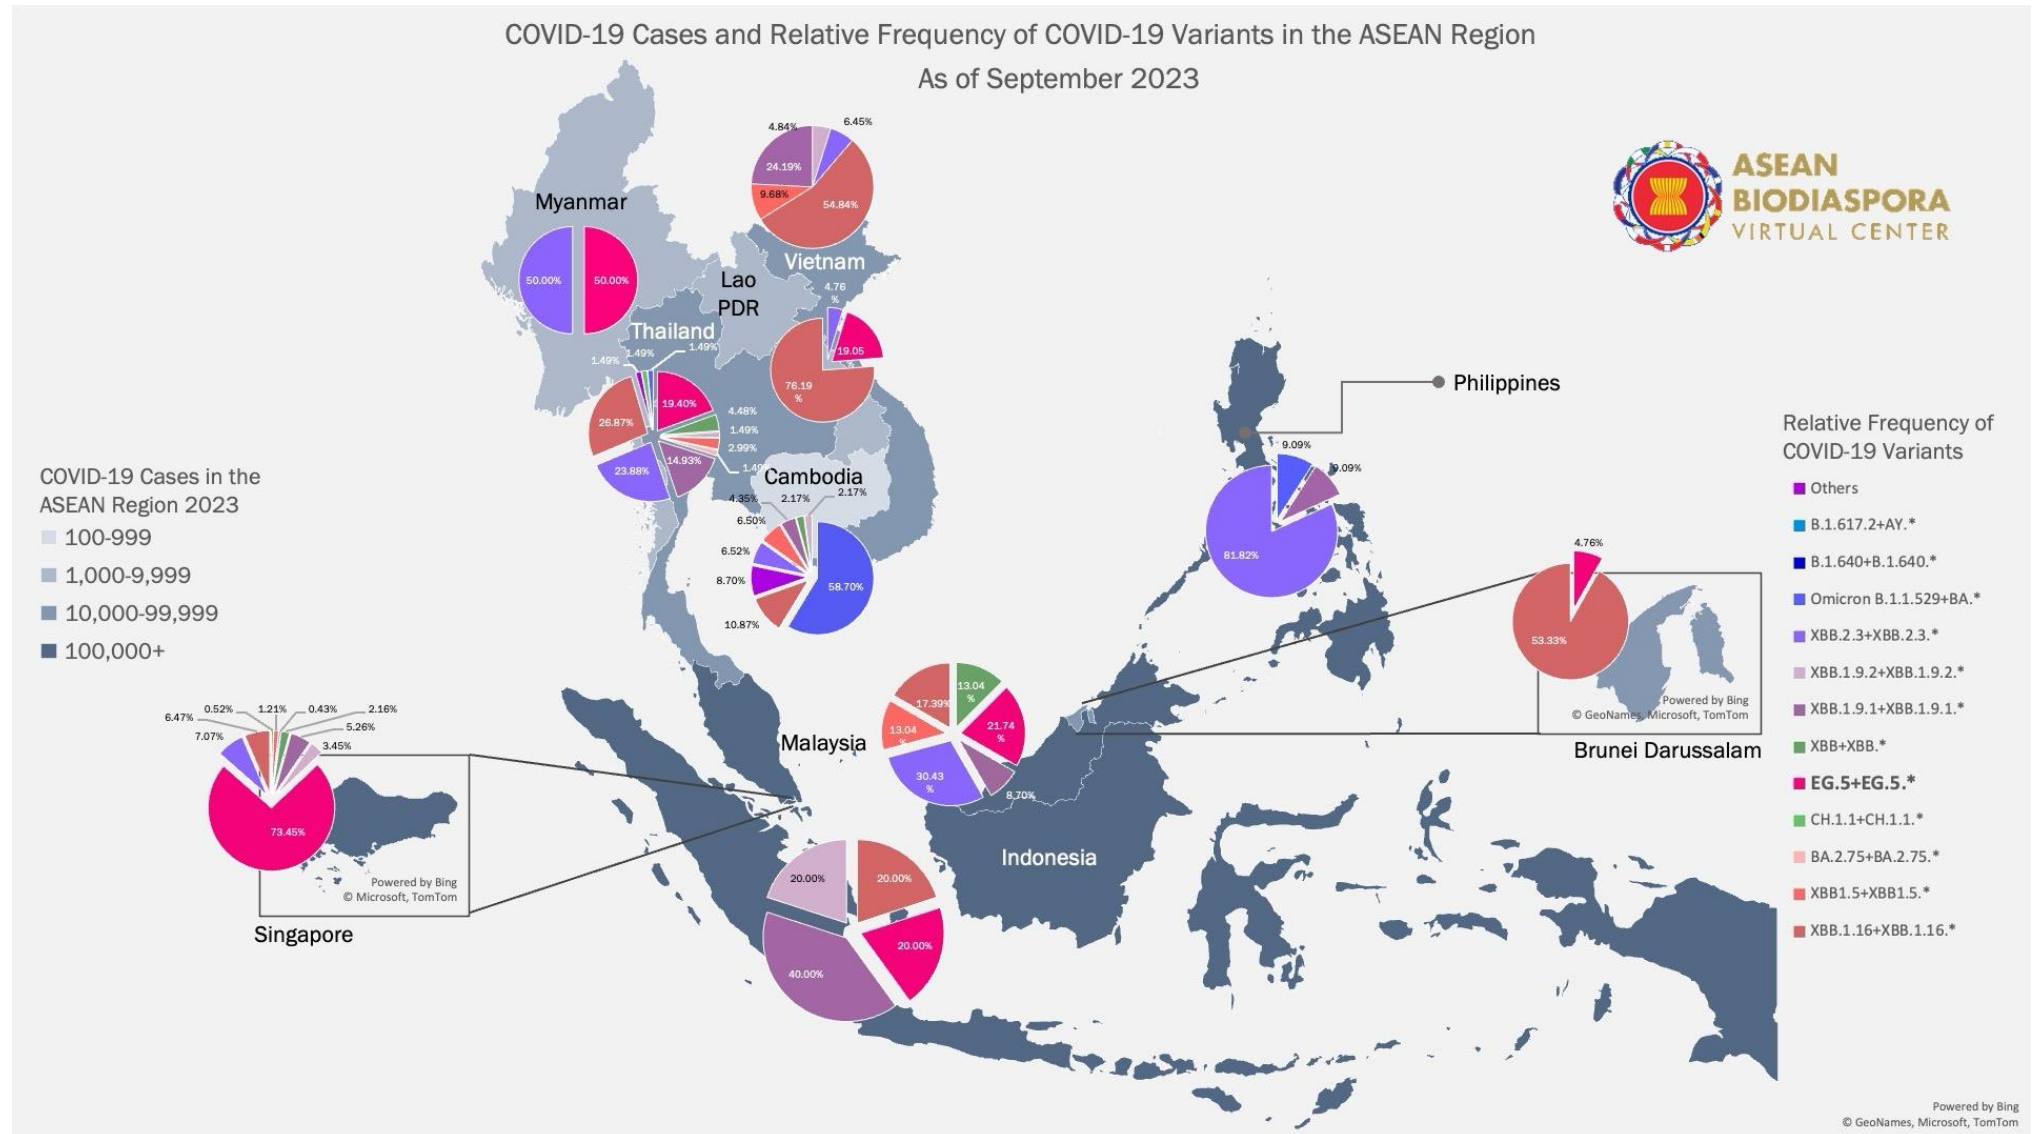 COVID-19 Cases and Relative Frequency of COVID-19 Variants in the ASEAN Region
As of September 2023
ASEAN
BIODIASPORA
VIRTUAL CENTER
4.84%
6.45%
24.19%
9.68%
54.84%
Vietnam
Myanmar
50.00%
50.00%
Lao
PDR
4.76
%
19.05
%
76.19
%
Thailand
1.49%
1.49%
1.49%
19.40%
4.48%
1.49%
2.99%
1.49%
14.93%
23.88%
26.87%
Cambodia
4.35%
2.17%
2.17%
6.50%
6.52%
8.70%
10.87%
58.70%
Philippines
9.09%
9.09%
81.82%
4.76%
53.33%
Powered by Bing
© GeoNames, Microsoft, TomTom
Brunei Darussalam
COVID-19 Cases in the
ASEAN Region 2023
100-999
1,000-9,999
10,000-99,999
100,000+
6.47%
0.52%
1.21%
0.43%
2.16%
7.07%
5.26%
3.45%
73.45%
Powered by Bing
© Microsoft, TomTom
Singapore
Malaysia
17.39%
13.04
%
21.74
%
13.04
%
30.43
%
8.70%
Indonesia
20.00%
20.00%
20.00%
40.00%
Relative Frequency of
COVID-19 Variants
Others
B.1.617.2+AY.*
B.1.640+B.1.640.*
Omicron B.1.1.529+BA.*
XBB.2.3+XBB.2.3.*
XBB.1.9.2+XBB.1.9.2.*
XBB.1.9.1+XBB.1.9.1.*
XBB+XBB.*
EG.5+EG.5.*
CH.1.1+CH.1.1.*
BA.2.75+BA.2.75.*
XBB1.5+XBB1.5.*
XBB.1.16+XBB.1.16.*
Powered by Bing
© GeoNames, Microsoft, TomTom